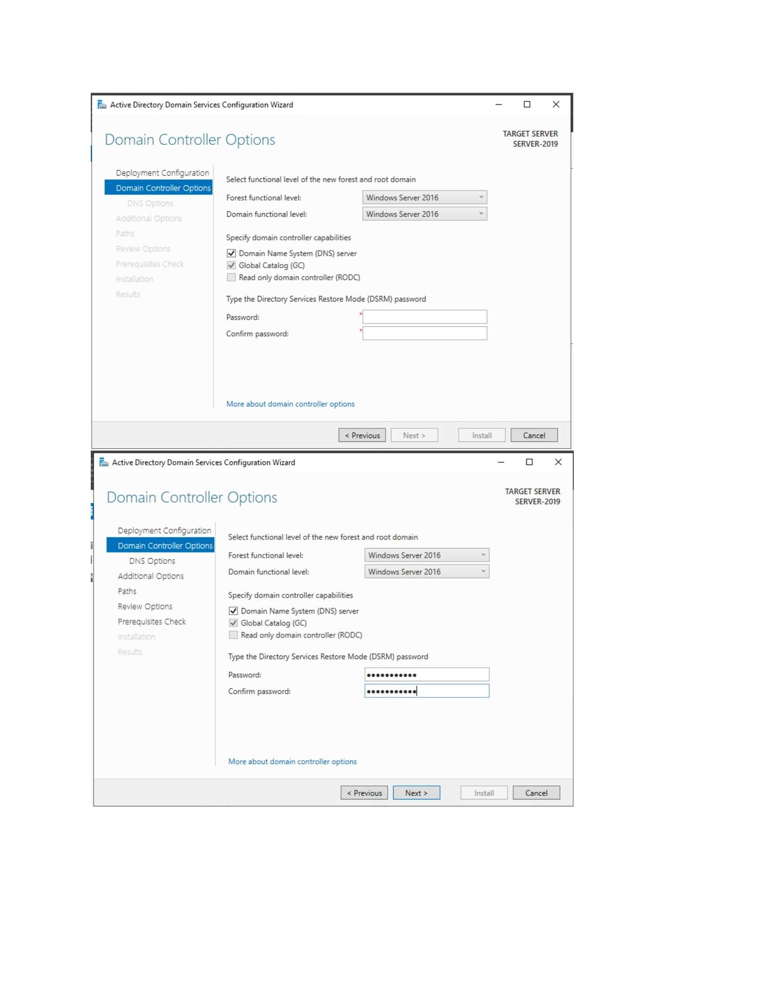 Active Directory Domain Services Configuration Wizard
Domain Controller Options
TARGET SERVER
SERVER-2019
Deployment Configuration
Domain Controller Options
DNS Options
Additional Options
Paths
Review Options
Prerequisites Check
Installation
Results
Select functional level of the new forest and root domain
Forest functional level: Windows Server 2016
Domain functional level: Windows Server 2016
Specify domain controller capabilities
Domain Name System (DNS) server
Global Catalog (GC)
Read only domain controller (RODC)
Type the Directory Services Restore Mode (DSRM) password
Password: *
Confirm password: *
More about domain controller options
< Previous Next > Install Cancel
Active Directory Domain Services Configuration Wizard
Domain Controller Options
TARGET SERVER
SERVER-2019
Deployment Configuration
Domain Controller Options
DNS Options
Additional Options
Paths
Review Options
Prerequisites Check
Installation
Results
Select functional level of the new forest and root domain
Forest functional level: Windows Server 2016
Domain functional level: Windows Server 2016
Specify domain controller capabilities
Domain Name System (DNS) server
Global Catalog (GC)
Read only domain controller (RODC)
Type the Directory Services Restore Mode (DSRM) password
Password: •••••••••••
Confirm password: •••••••••••
More about domain controller options
< Previous Next > Install Cancel